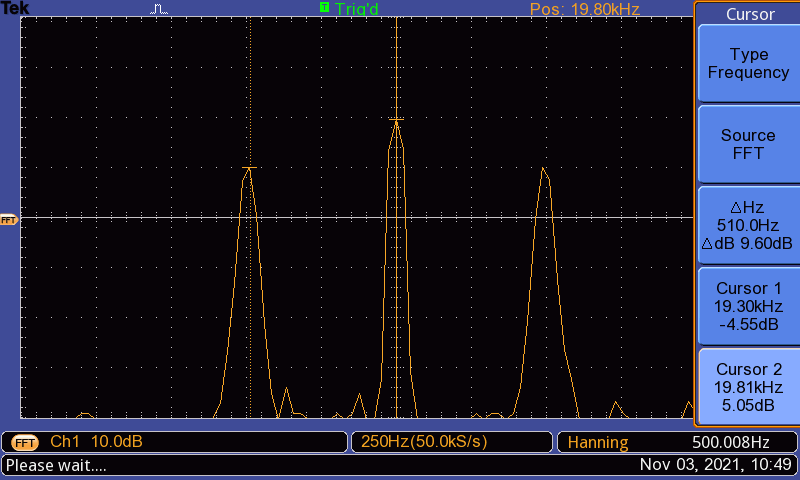 Tek T Trig'd Pos: 19.80kHz
Cursor
Type
Frequency
Source
FFT
△Hz
510.0Hz
△dB 9.60dB
Cursor 1
19.30kHz
-4.55dB
Cursor 2
19.81kHz
5.05dB
FFT
FFT Ch1 10.0dB 250Hz(50.0kS/s) Hanning 500.008Hz
Please wait.... Nov 03, 2021, 10:49